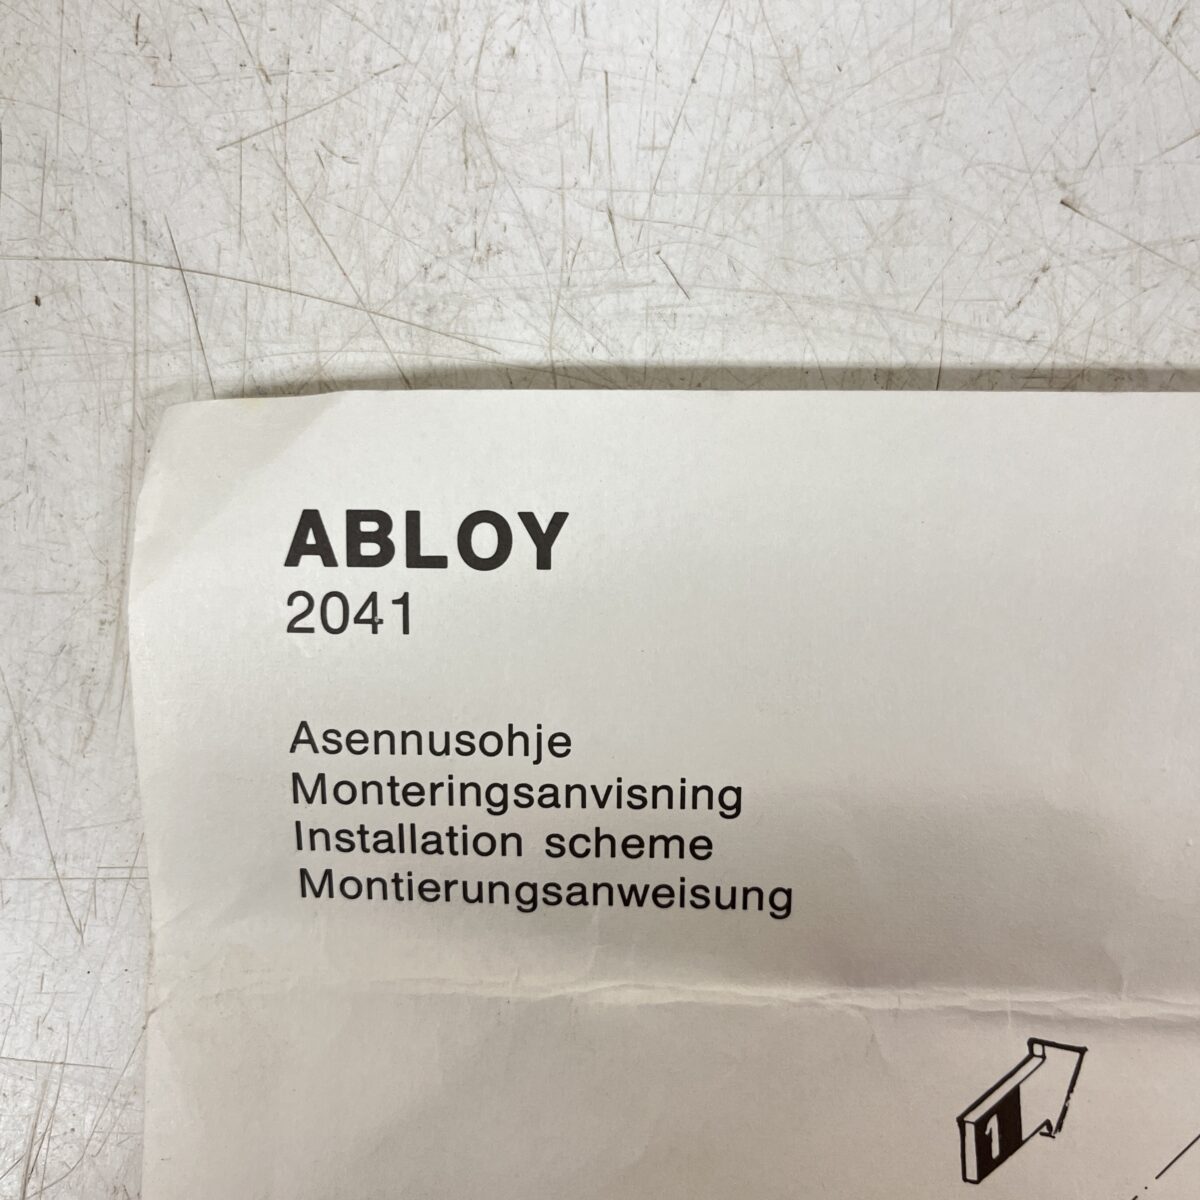 ABLOY
2041
Asennusohje
Monteringsanvisning
Installation scheme
Montierungsanweisung
1